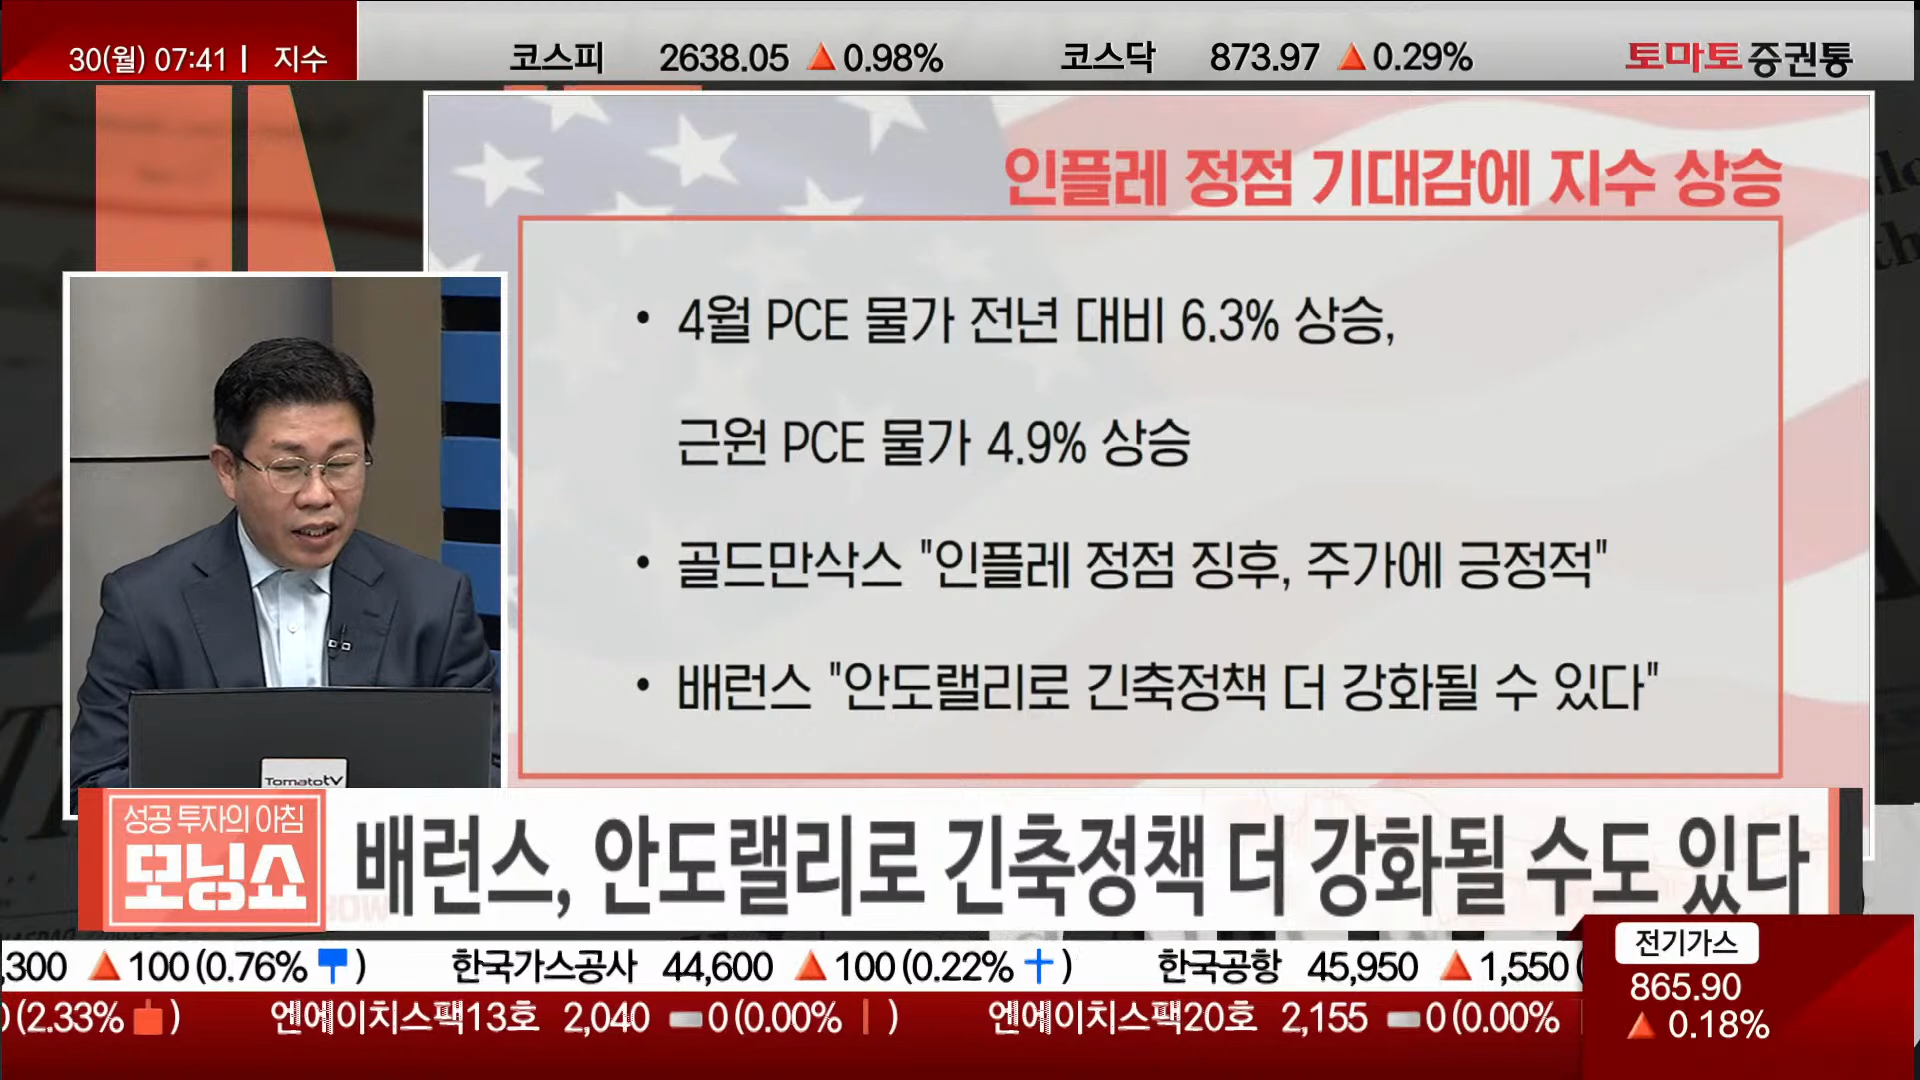 30(월) 07:41 | 지수
코스피 2638.05 ▲0.98% 코스닥 873.97 ▲0.29%
토마토증권통
인플레 정점 기대감에 지수 상승
• 4월 PCE 물가 전년 대비 6.3% 상승,
근원 PCE 물가 4.9% 상승
• 골드만삭스 "인플레 정점 징후, 주가에 긍정적"
• 배런스 "안도랠리로 긴축정책 더 강화될 수 있다"
TomatoTV
성공 투자의 아침
모닝쇼
배런스, 안도랠리로 긴축정책 더 강화될 수도 있다
,300 ▲100(0.76%) 한국가스공사 44,600 ▲100(0.22%) 한국공항 45,950 ▲1,550(
0(2.33%) 엔에이치스팩13호 2,040 0(0.00%) 엔에이치스팩20호 2,155 0(0.00%
전기가스
865.90
▲0.18%